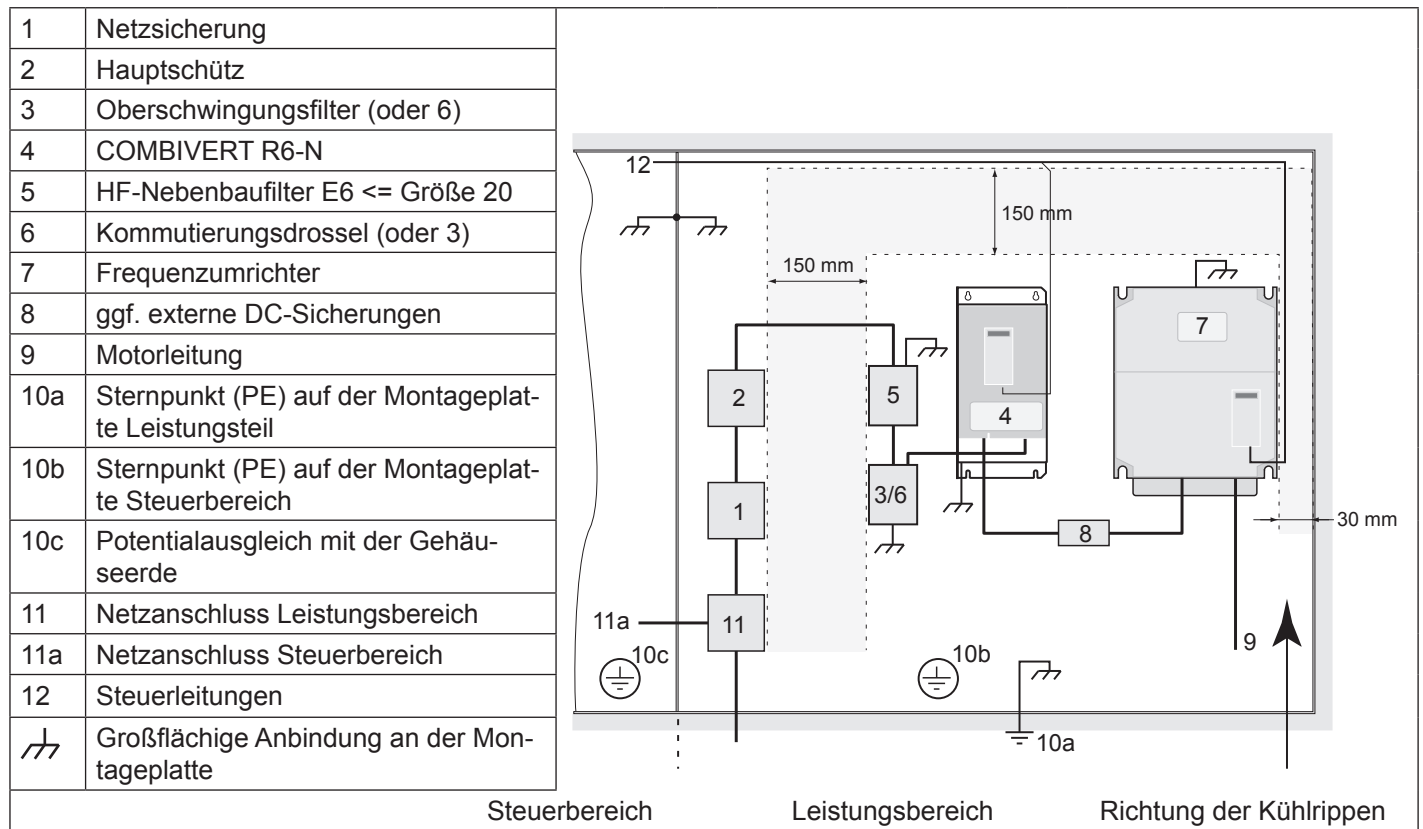 1 Netzsicherung
2 Hauptschütz
3 Oberschwingungsfilter (oder 6)
4 COMBIVERT R6-N
5 HF-Nebenbaufilter E6 <= Größe 20
6 Kommutierungsdrossel (oder 3)
7 Frequenzumrichter
8 ggf. externe DC-Sicherungen
9 Motorleitung
10a Sternpunkt (PE) auf der Montageplat-
te Leistungsteil
10b Sternpunkt (PE) auf der Montageplat-
te Steuerbereich
10c Potentialausgleich mit der Gehäu-
seerde
11 Netzanschluss Leistungsbereich
11a Netzanschluss Steuerbereich
12 Steuerleitungen
Großflächige Anbindung an der Mon-
tageplatte
12
150 mm
150 mm
7
2
5
4
3/6
1
8
30 mm
11a
11
9
10c
10b
10a
Steuerbereich Leistungsbereich Richtung der Kühlrippen